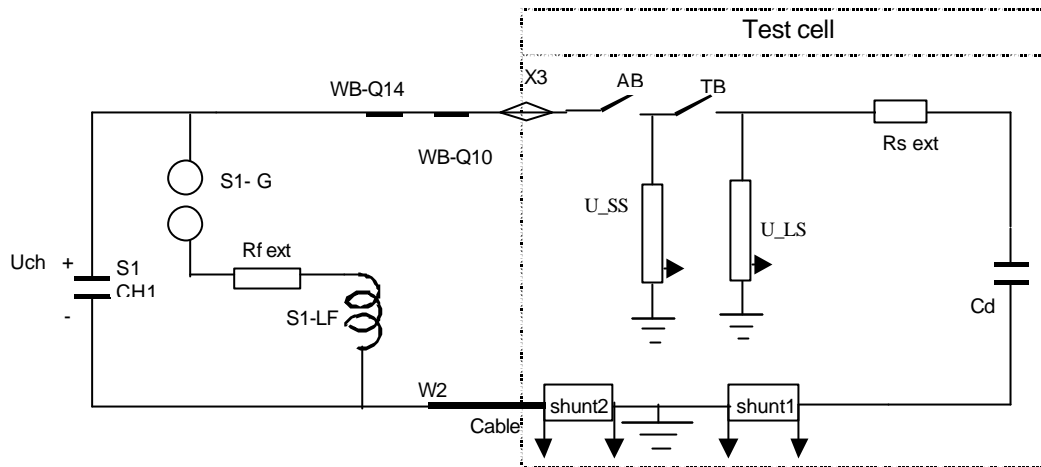 Test cell
X3
AB
TB
WB-Q14
WB-Q10
Rs ext
S1- G
U_SS
U_LS
Rf ext
Uch +
S1
CH1
-
S1-LF
Cd
W2
Cable
shunt2
shunt1